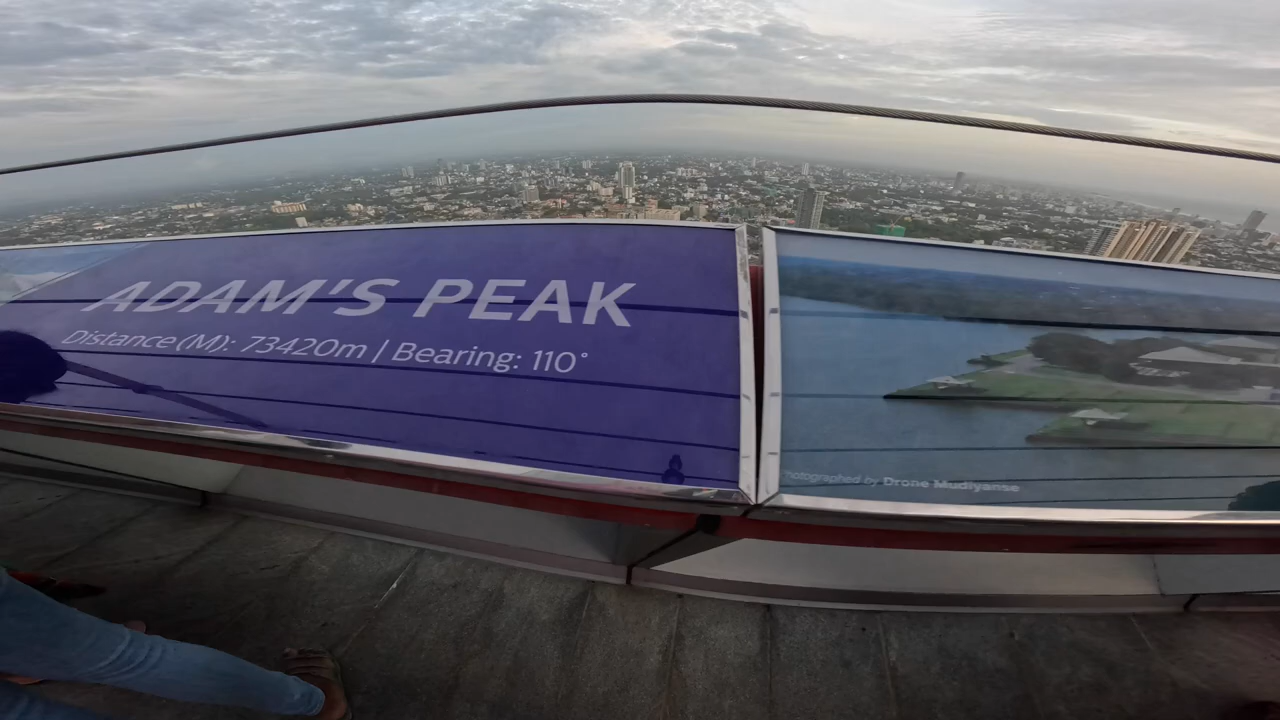 ADAM'S PEAK
Distance (M): 73420m | Bearing: 110°
Photographed by Drone Mudiyanse